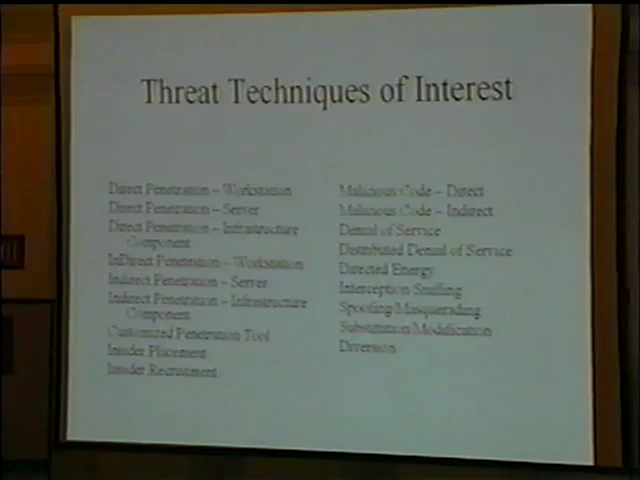 Threat Techniques of Interest
Direct Penetration – Workstation
Direct Penetration – Server
Direct Penetration – Infrastructure
Component
InDirect Penetration – Workstation
Indirect Penetration – Server
Indirect Penetration – Infrastructure
Component
Customized Penetration Tool
Insider Placement
Insider Recruitment
Malicious Code – Direct
Malicious Code – Indirect
Denial of Service
Distributed Denial of Service
Directed Energy
Interception Sniffing
Spoofing Masquerading
Substitution Modification
Diversion